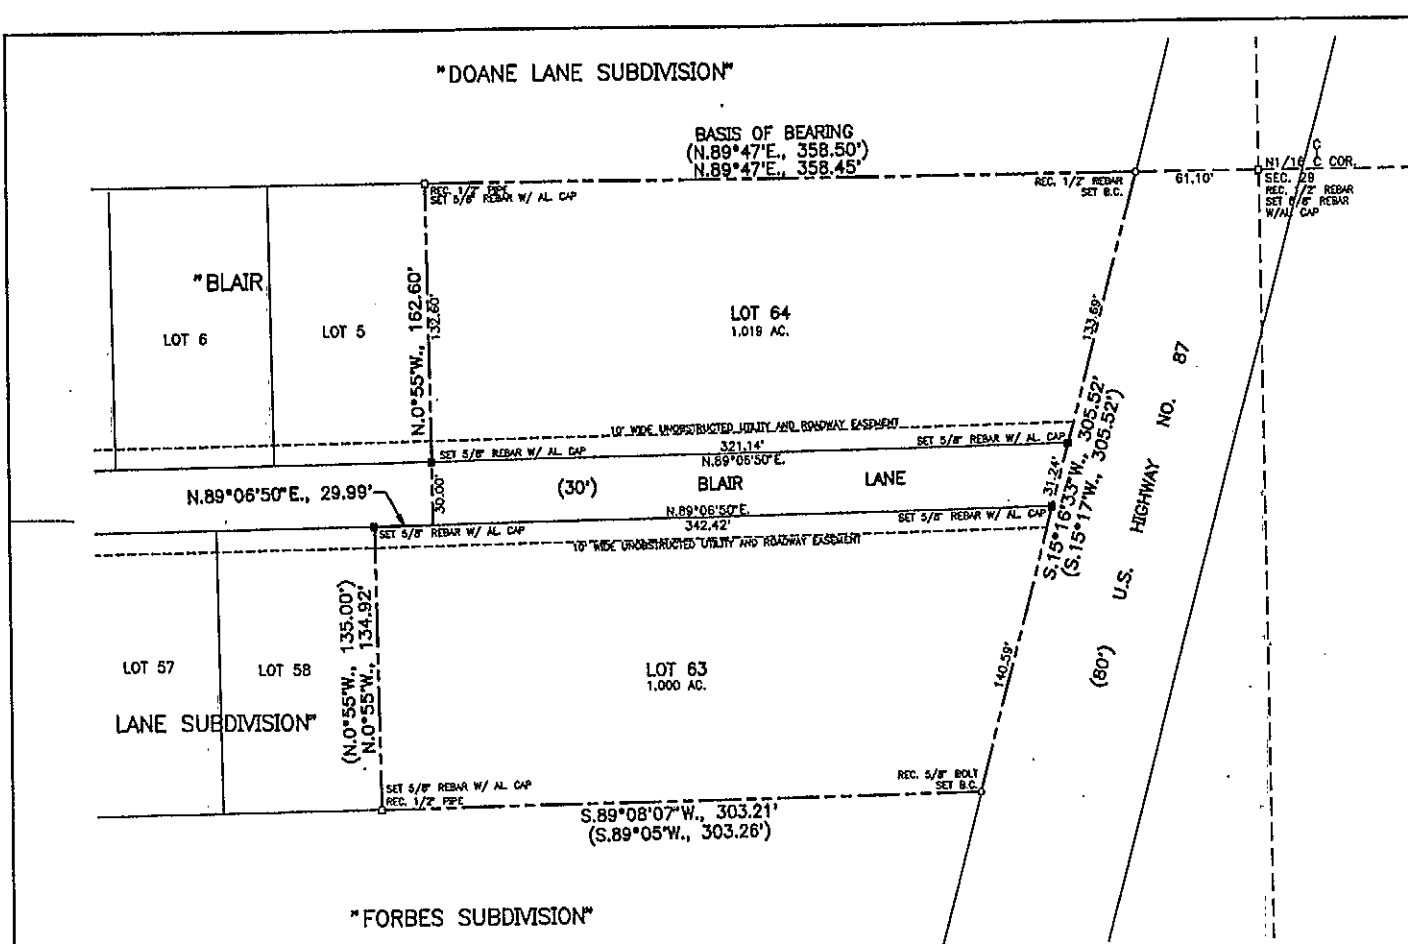 "DOANE LANE SUBDIVISION"
BASIS OF BEARING
(N.89°47'E., 358.50')
N.89°47'E., 358.45'
REC. 1/2" PIPE
SET 5/8" REBAR W/ AL. CAP
REC. 1/2" REBAR
SET B.C.
61.10'
C
N1/16 C COR.
SEC. 29
REC. 1/2" REBAR
SET 5/8" REBAR
W/AL CAP
"BLAIR
LOT 6
LOT 5
N.0°55'W., 162.60'
132.60'
LOT 64
1.019 AC.
133.69'
U.S. HIGHWAY NO. 87
(80')
S.15°16'33"W., 305.52'
(S.15°17'W., 305.52')
10' WIDE UNOBSTRUCTED UTILITY AND ROADWAY EASEMENT
SET 5/8" REBAR W/ AL. CAP
321.14'
N.89°05'50"E.
SET 5/8" REBAR W/ AL. CAP
N.89°06'50"E., 29.99'
30.00'
(30') BLAIR LANE
31.24'
N.89°06'50"E.
342.42'
SET 5/8" REBAR W/ AL. CAP
SET 5/8" REBAR W/ AL. CAP
10' WIDE UNOBSTRUCTED UTILITY AND ROADWAY EASEMENT
(N.0°55'W., 135.00')
N.0°55'W., 134.92'
LOT 57
LOT 58
LOT 63
1.000 AC.
140.59'
LANE SUBDIVISION"
SET 5/8" REBAR W/ AL. CAP
REC. 1/2" PIPE
REC. 5/8" BOLT
SET B.C.
S.89°08'07"W., 303.21'
(S.89°05'W., 303.26')
"FORBES SUBDIVISION"